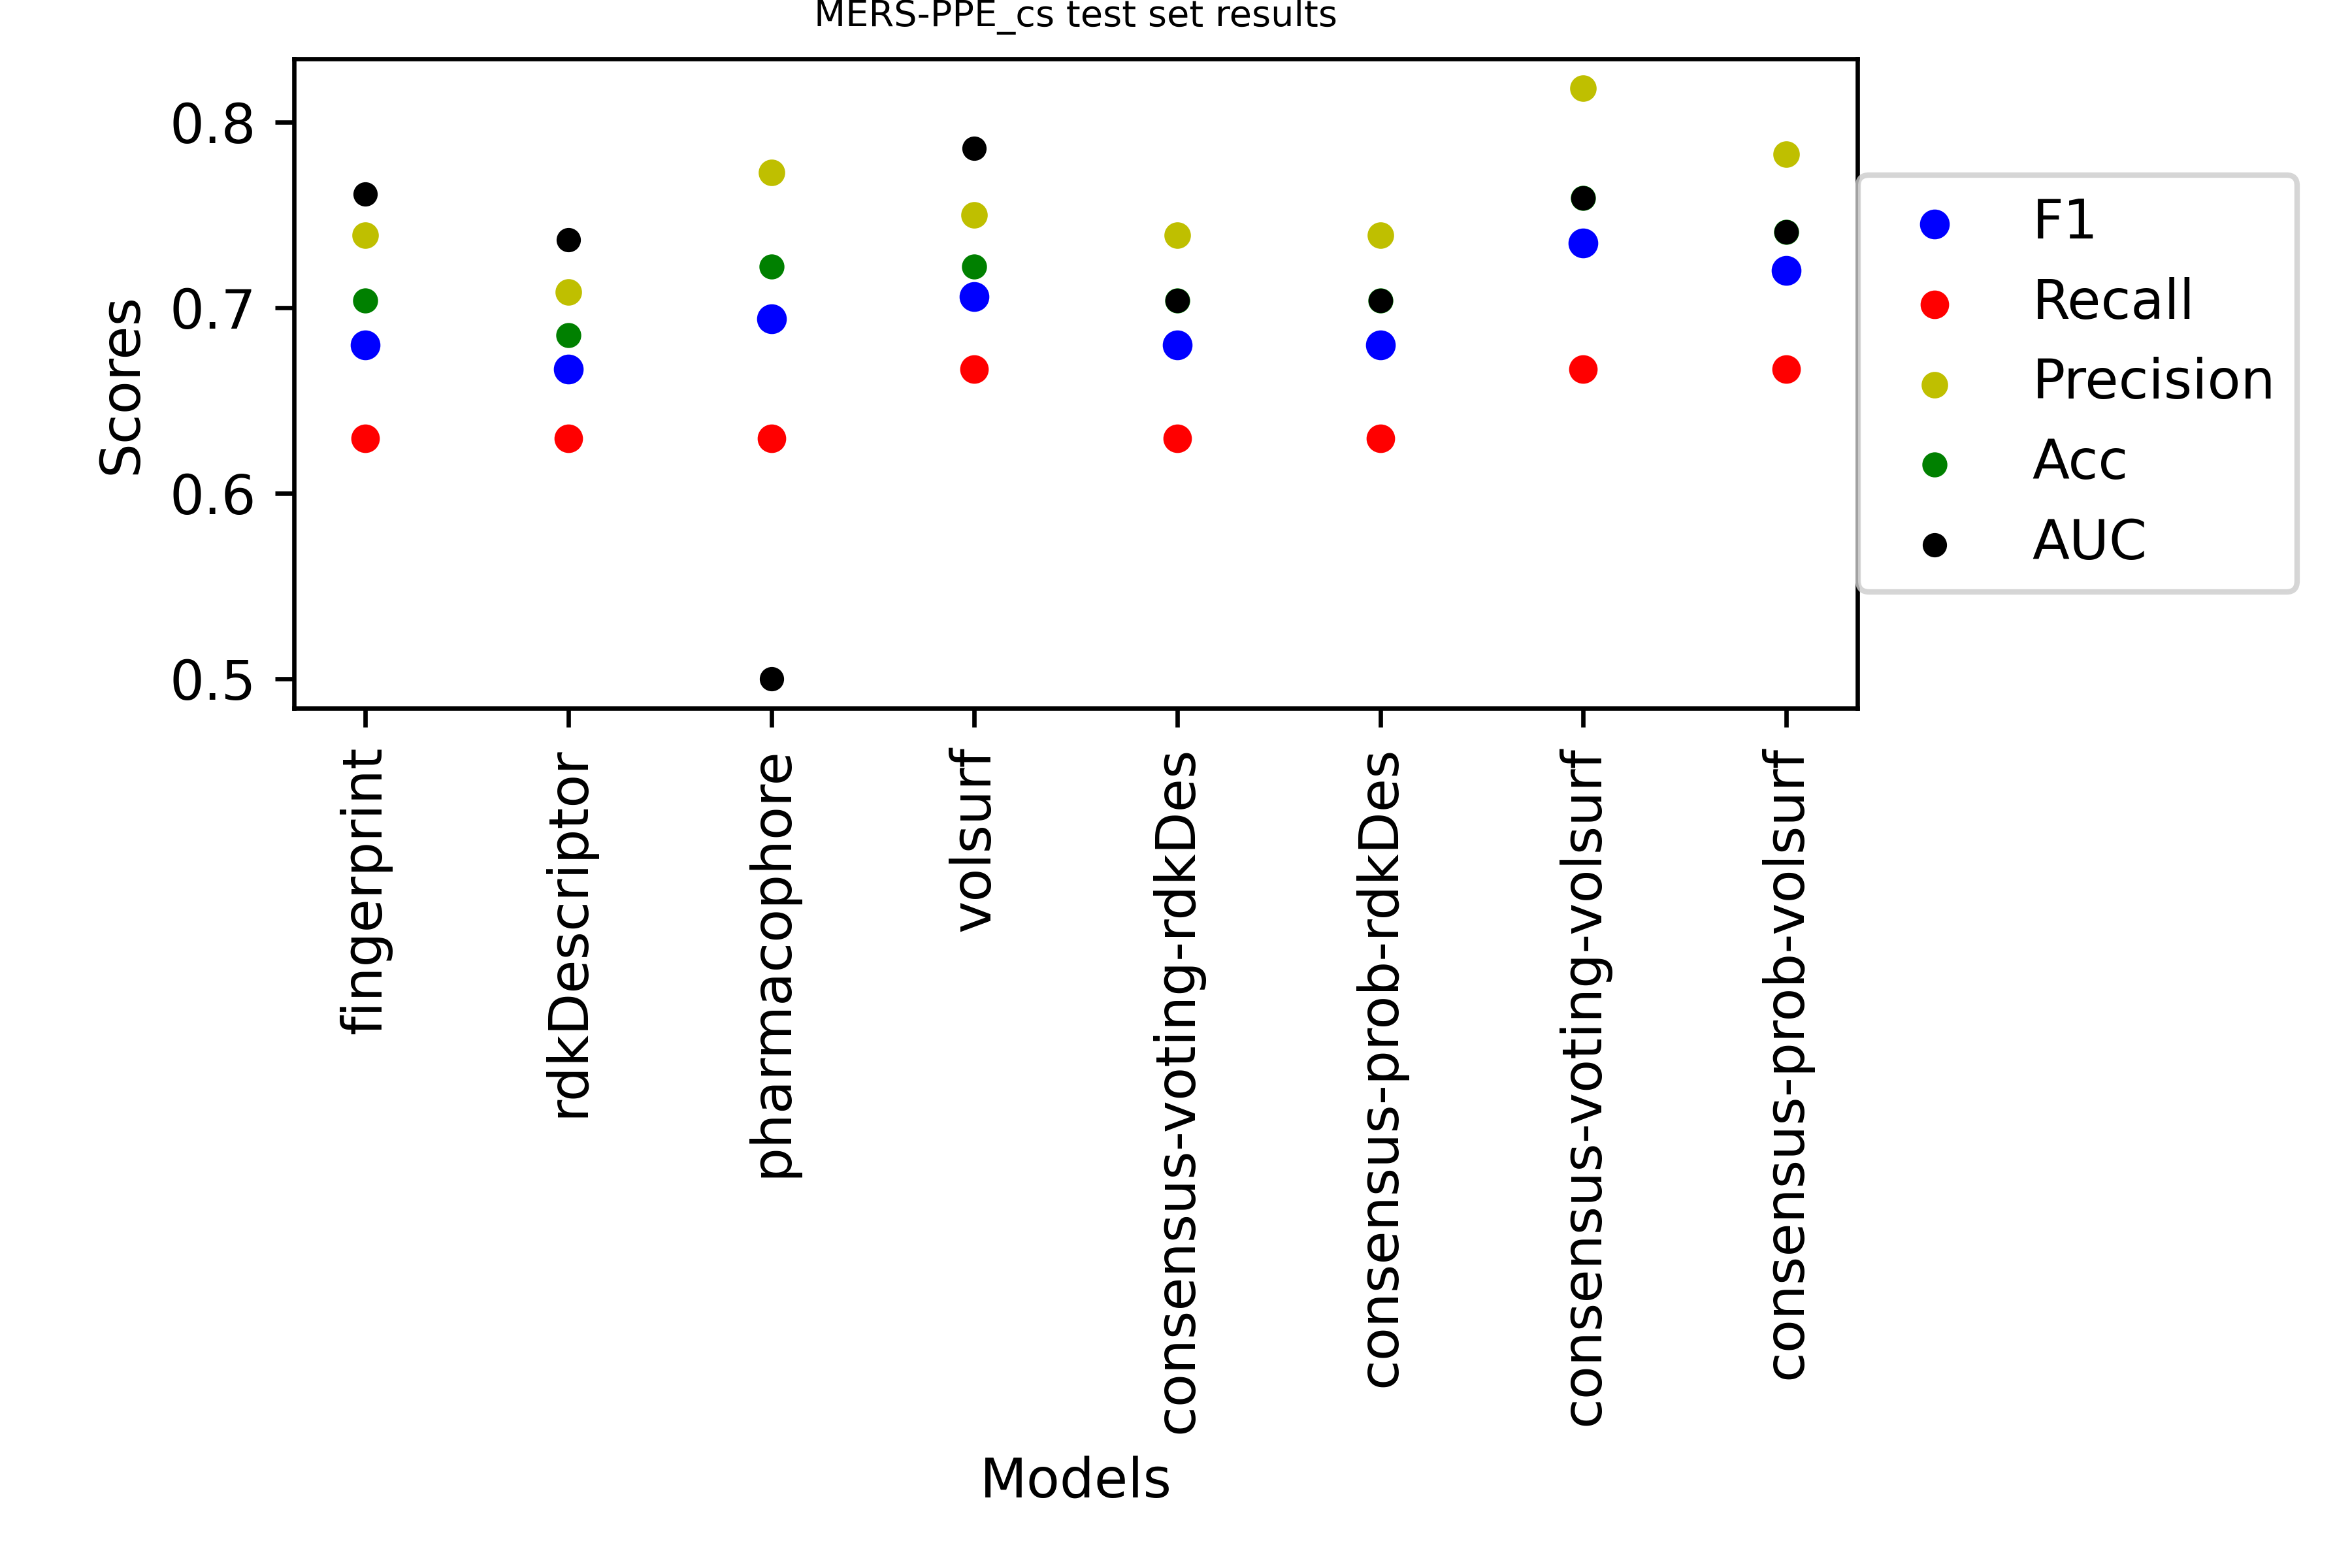 MERS-PPE_cs test set results
Scores
0.8
0.7
0.6
0.5
F1
Recall
Precision
Acc
AUC
fingerprint
rdkDescriptor
pharmacophore
volsurf
consensus-voting-rdkDes
consensus-prob-rdkDes
consensus-voting-volsurf
consensus-prob-volsurf
Models